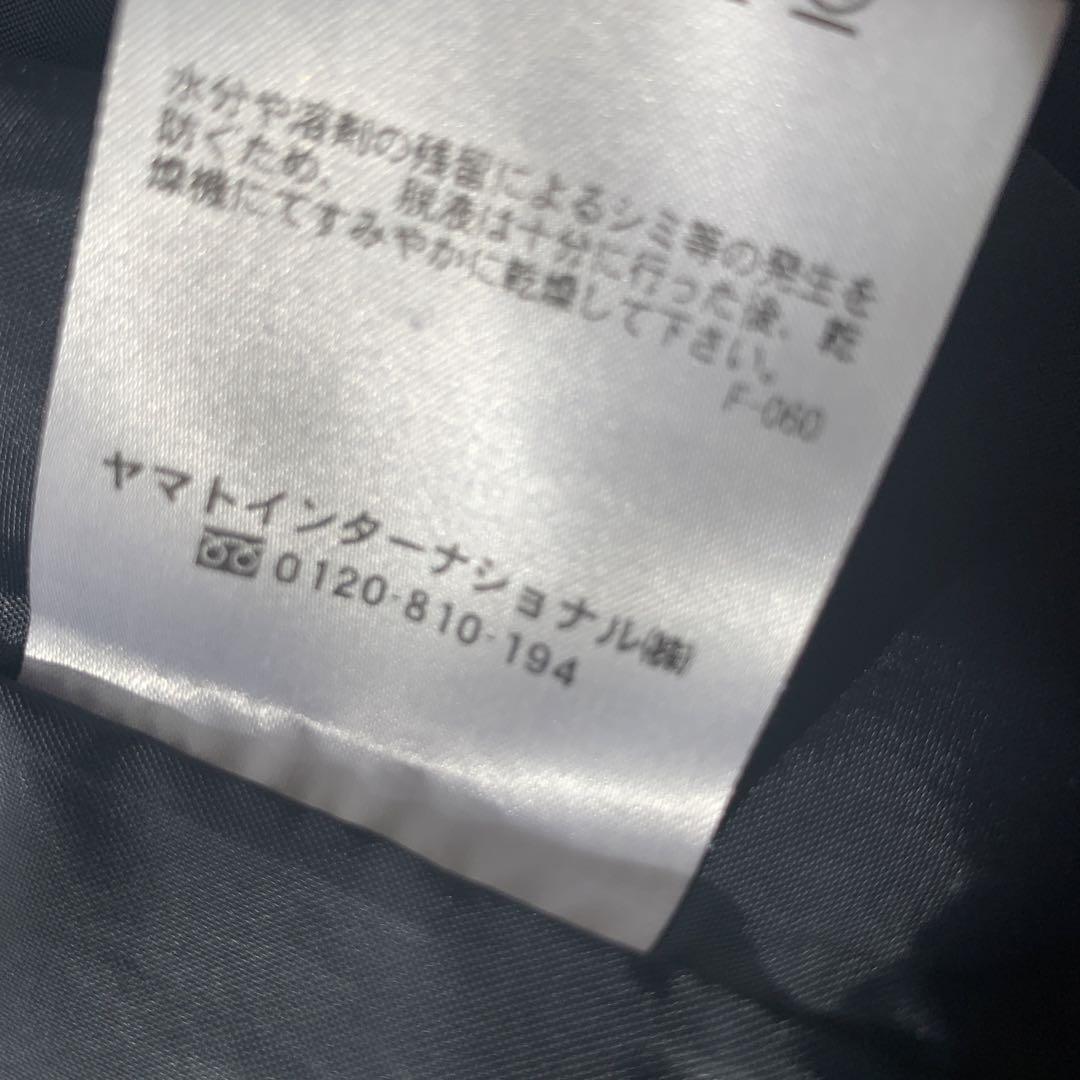 水分や溶剤の残留によるシミ等の発生を
防ぐため、 脱液は十分に行った後、乾
燥機にてすみやかに乾燥して下さい。
F-060
ヤマトインターナショナル㈱
0120-810-194